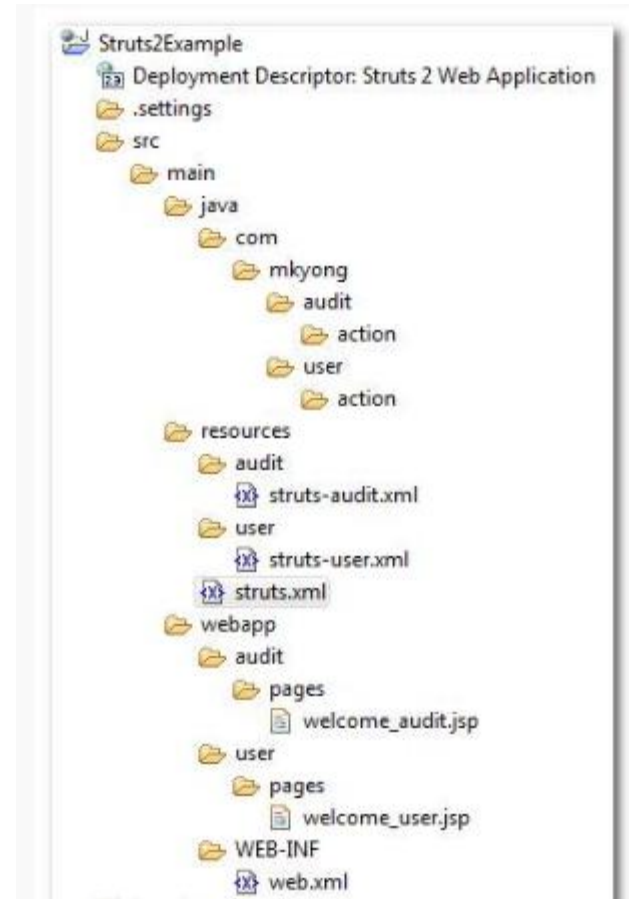 Struts2Example
Deployment Descriptor: Struts 2 Web Application
.settings
src
main
java
com
mkyong
audit
action
user
action
resources
audit
struts-audit.xml
user
struts-user.xml
struts.xml
webapp
audit
pages
welcome_audit.jsp
user
pages
welcome_user.jsp
WEB-INF
web.xml